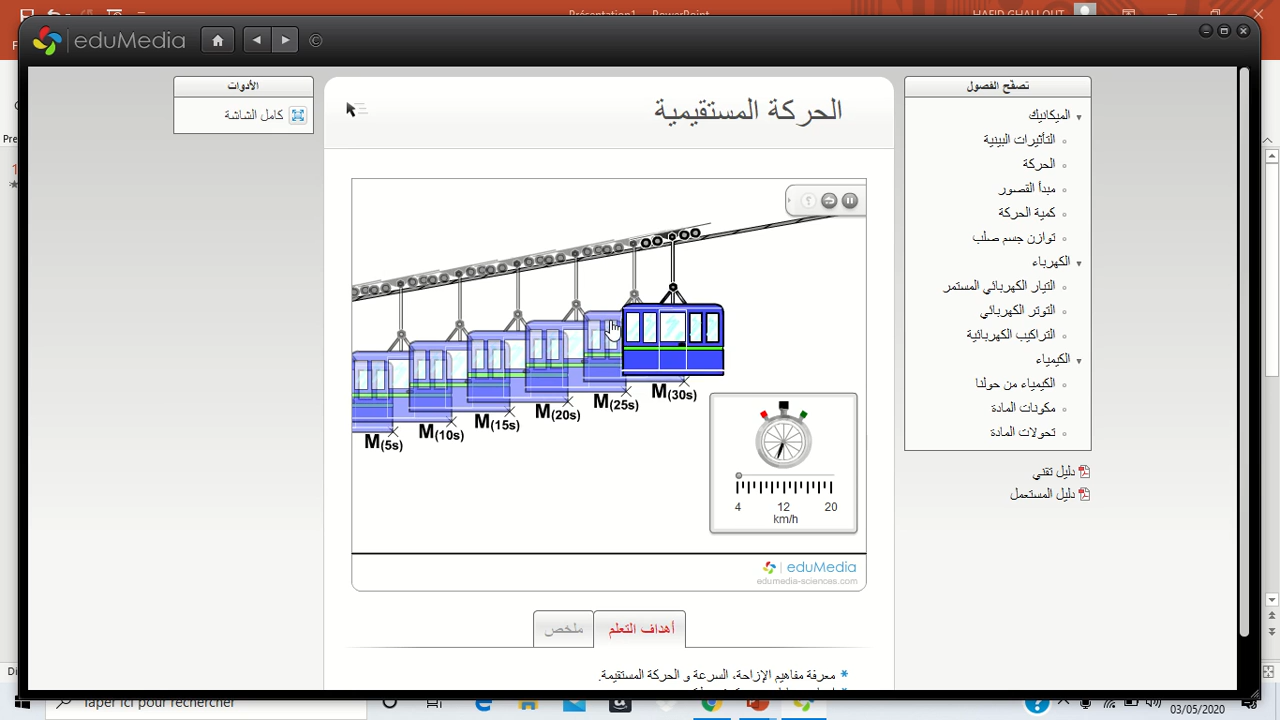 Présentation1 - PowerPoint
HAFID GHALLOUT
eduMedia
©
الأدوات
كامل الشاشة
الحركة المستقيمية
M(5s)
M(10s)
M(15s)
M(20s)
M(25s)
M(30s)
4 12 20
km/h
eduMedia
edumedia-sciences.com
أهداف التعلم
ملخص
* معرفة مفاهيم الإزاحة، السرعة و الحركة المستقيمة.
تصفّح الفصول
الميكانيك
التأثيرات البينية
الحركة
مبدأ القصور
كمية الحركة
توازن جسم صلب
الكهرباء
التيار الكهربائي المستمر
التوتر الكهربائي
التراكيب الكهربائية
الكيمياء
الكيمياء من حولنا
مكونات المادة
تحولات المادة
دليل تقني
دليل المستعمل
Taper ici pour rechercher
03/05/2020